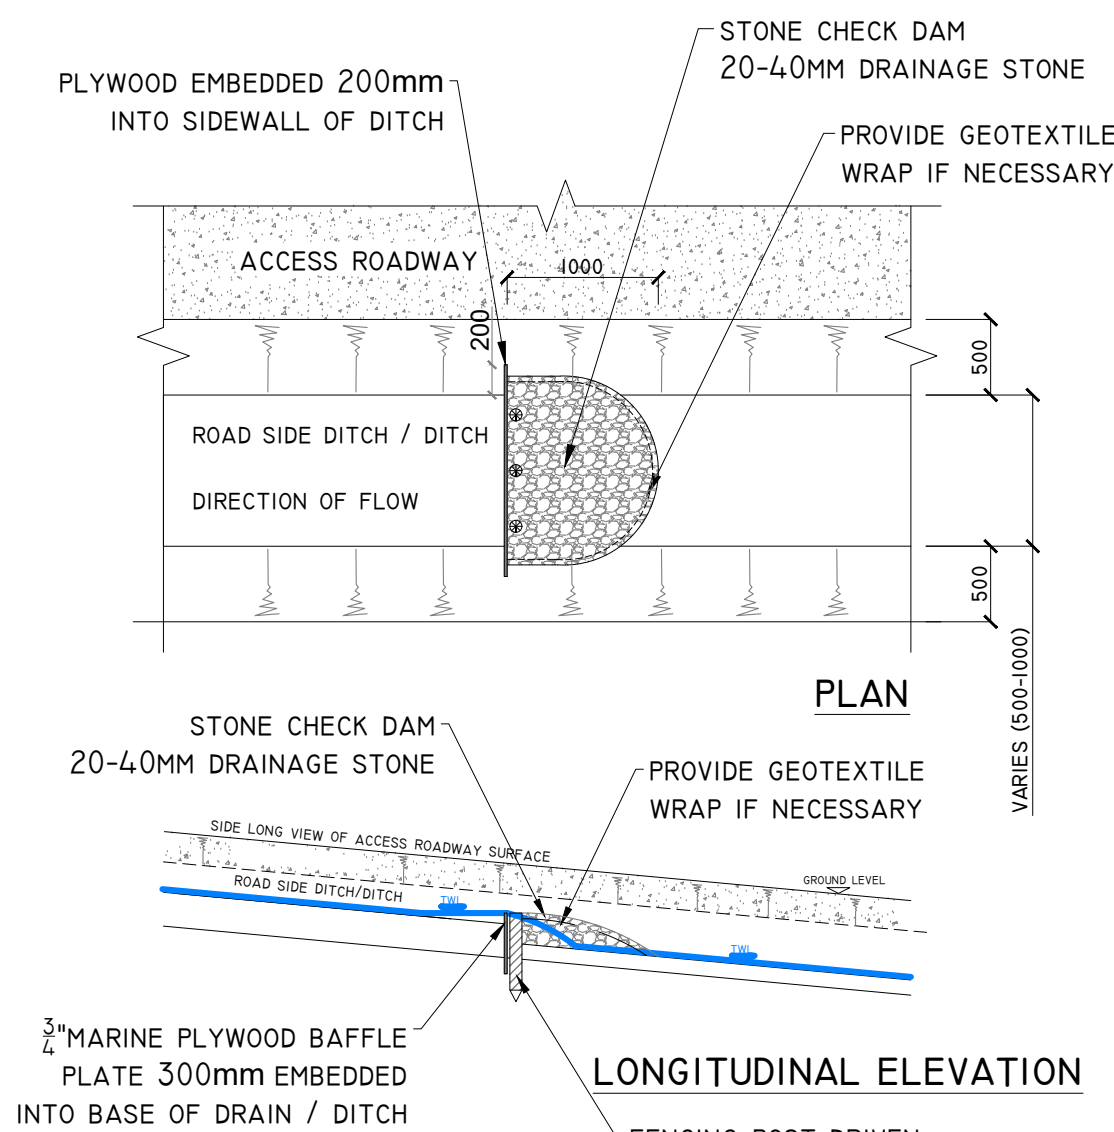 STONE CHECK DAM
20-40MM DRAINAGE STONE
PLYWOOD EMBEDDED 200mm
INTO SIDEWALL OF DITCH
PROVIDE GEOTEXTILE
WRAP IF NECESSARY
ACCESS ROADWAY
1000
200
500
ROAD SIDE DITCH / DITCH
DIRECTION OF FLOW
500
VARIES (500-1000)
PLAN
STONE CHECK DAM
20-40MM DRAINAGE STONE
PROVIDE GEOTEXTILE
WRAP IF NECESSARY
SIDE LONG VIEW OF ACCESS ROADWAY SURFACE
GROUND LEVEL
ROAD SIDE DITCH/DITCH
TWL
TWL
3/4"MARINE PLYWOOD BAFFLE
PLATE 300mm EMBEDDED
INTO BASE OF DRAIN / DITCH
LONGITUDINAL ELEVATION
FENCING POST DRIVEN